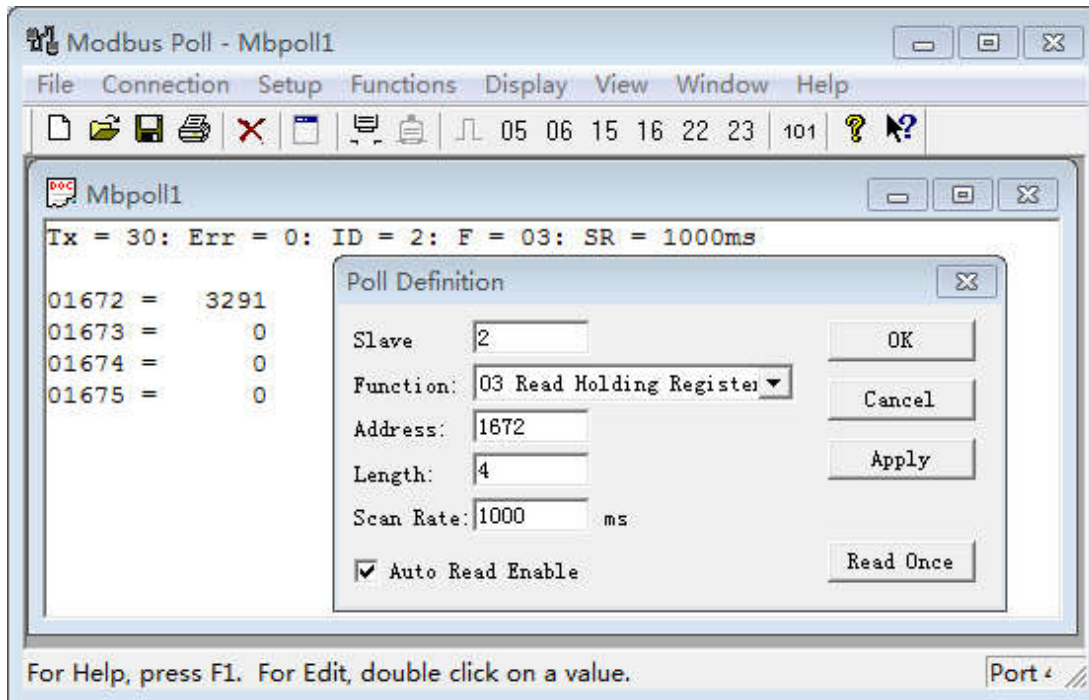 Modbus Poll - Mbpoll1
File Connection Setup Functions Display View Window Help
05 06 15 16 22 23 101
DOC Mbpoll1
Tx = 30: Err = 0: ID = 2: F = 03: SR = 1000ms
01672 = 3291
01673 = 0
01674 = 0
01675 = 0
Poll Definition
Slave 2
OK
Function: 03 Read Holding Register
Cancel
Address: 1672
Length: 4
Apply
Scan Rate: 1000 ms
Auto Read Enable
Read Once
For Help, press F1. For Edit, double click on a value.
Port